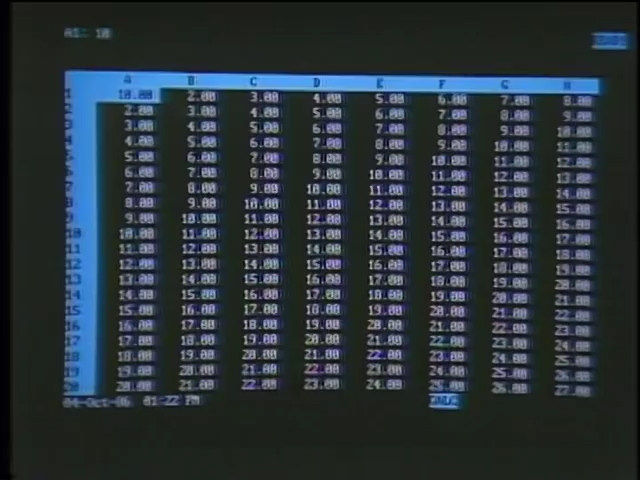 A1: 10
A B C D E F G H
1 10.00 2.00 3.00 4.00 5.00 6.00 7.00 8.00
2 2.00 3.00 4.00 5.00 6.00 7.00 8.00 9.00
3 3.00 4.00 5.00 6.00 7.00 8.00 9.00 10.00
4 4.00 5.00 6.00 7.00 8.00 9.00 10.00 11.00
5 5.00 6.00 7.00 8.00 9.00 10.00 11.00 12.00
6 6.00 7.00 8.00 9.00 10.00 11.00 12.00 13.00
7 7.00 8.00 9.00 10.00 11.00 12.00 13.00 14.00
8 8.00 9.00 10.00 11.00 12.00 13.00 14.00 15.00
9 9.00 10.00 11.00 12.00 13.00 14.00 15.00 16.00
10 10.00 11.00 12.00 13.00 14.00 15.00 16.00 17.00
11 11.00 12.00 13.00 14.00 15.00 16.00 17.00 18.00
12 12.00 13.00 14.00 15.00 16.00 17.00 18.00 19.00
13 13.00 14.00 15.00 16.00 17.00 18.00 19.00 20.00
14 14.00 15.00 16.00 17.00 18.00 19.00 20.00 21.00
15 15.00 16.00 17.00 18.00 19.00 20.00 21.00 22.00
16 16.00 17.00 18.00 19.00 20.00 21.00 22.00 23.00
17 17.00 18.00 19.00 20.00 21.00 22.00 23.00 24.00
18 18.00 19.00 20.00 21.00 22.00 23.00 24.00 25.00
19 19.00 20.00 21.00 22.00 23.00 24.00 25.00 26.00
20 20.00 21.00 22.00 23.00 24.00 25.00 26.00 27.00
04-Oct-86 01:22 PM